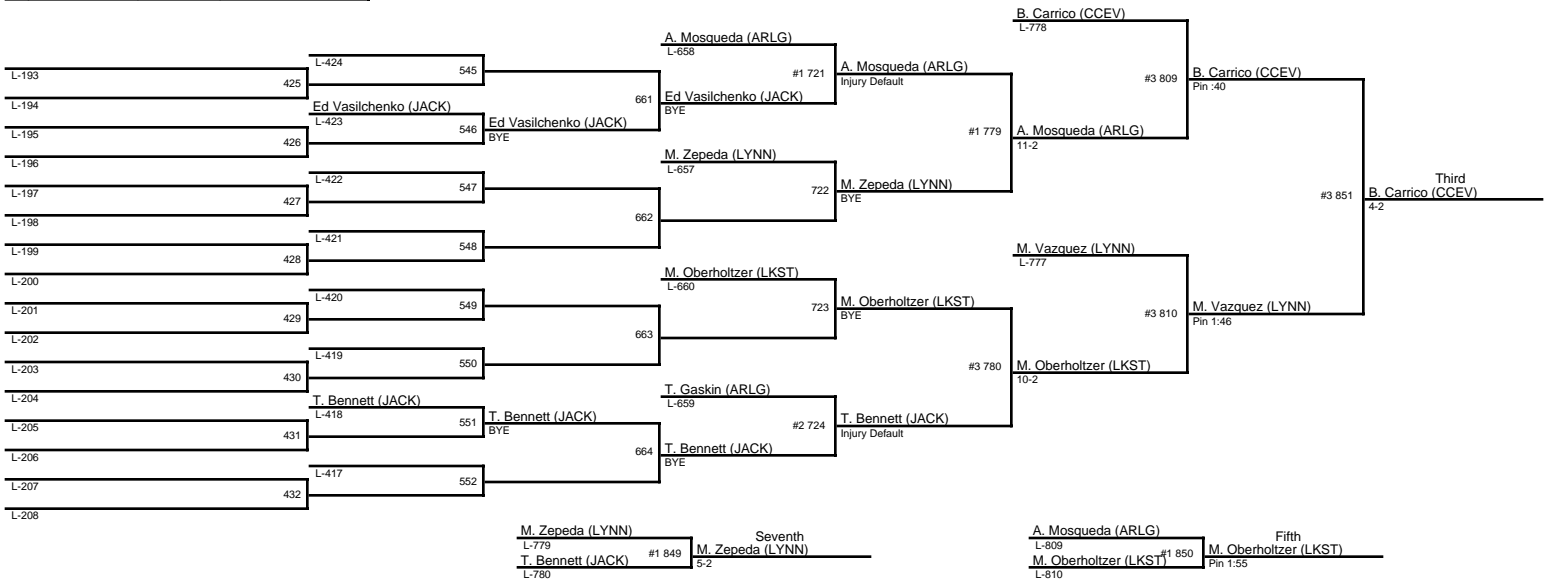 L-193
425
L-194
L-195
426
L-196
L-197
427
L-198
L-199
428
L-200
L-201
429
L-202
L-203
430
L-204
L-205
431
L-206
L-207
432
L-208
L-424
545
Ed Vasilchenko (JACK)
L-423
546
L-422
547
L-421
548
L-420
549
L-419
550
T. Bennett (JACK)
L-418
551
L-417
552
Ed Vasilchenko (JACK)
BYE
661
662
663
T. Bennett (JACK)
BYE
664
A. Mosqueda (ARLG)
L-658
#1 721
Ed Vasilchenko (JACK)
BYE
M. Zepeda (LYNN)
L-657
722
M. Oberholtzer (LKST)
L-660
723
T. Gaskin (ARLG)
L-659
#2 724
T. Bennett (JACK)
BYE
A. Mosqueda (ARLG)
Injury Default
#1 779
M. Zepeda (LYNN)
BYE
M. Oberholtzer (LKST)
BYE
#3 780
T. Bennett (JACK)
Injury Default
B. Carrico (CCEV)
L-778
#3 809
A. Mosqueda (ARLG)
11-2
M. Vazquez (LYNN)
L-777
#3 810
M. Oberholtzer (LKST)
10-2
B. Carrico (CCEV)
Pin :40
#3 851
M. Vazquez (LYNN)
Pin 1:46
Third
B. Carrico (CCEV)
4-2
M. Zepeda (LYNN)
L-779
#1 849
T. Bennett (JACK)
L-780
Seventh
M. Zepeda (LYNN)
5-2
A. Mosqueda (ARLG)
L-809
#1 850
M. Oberholtzer (LKST)
L-810
Fifth
M. Oberholtzer (LKST)
Pin 1:55